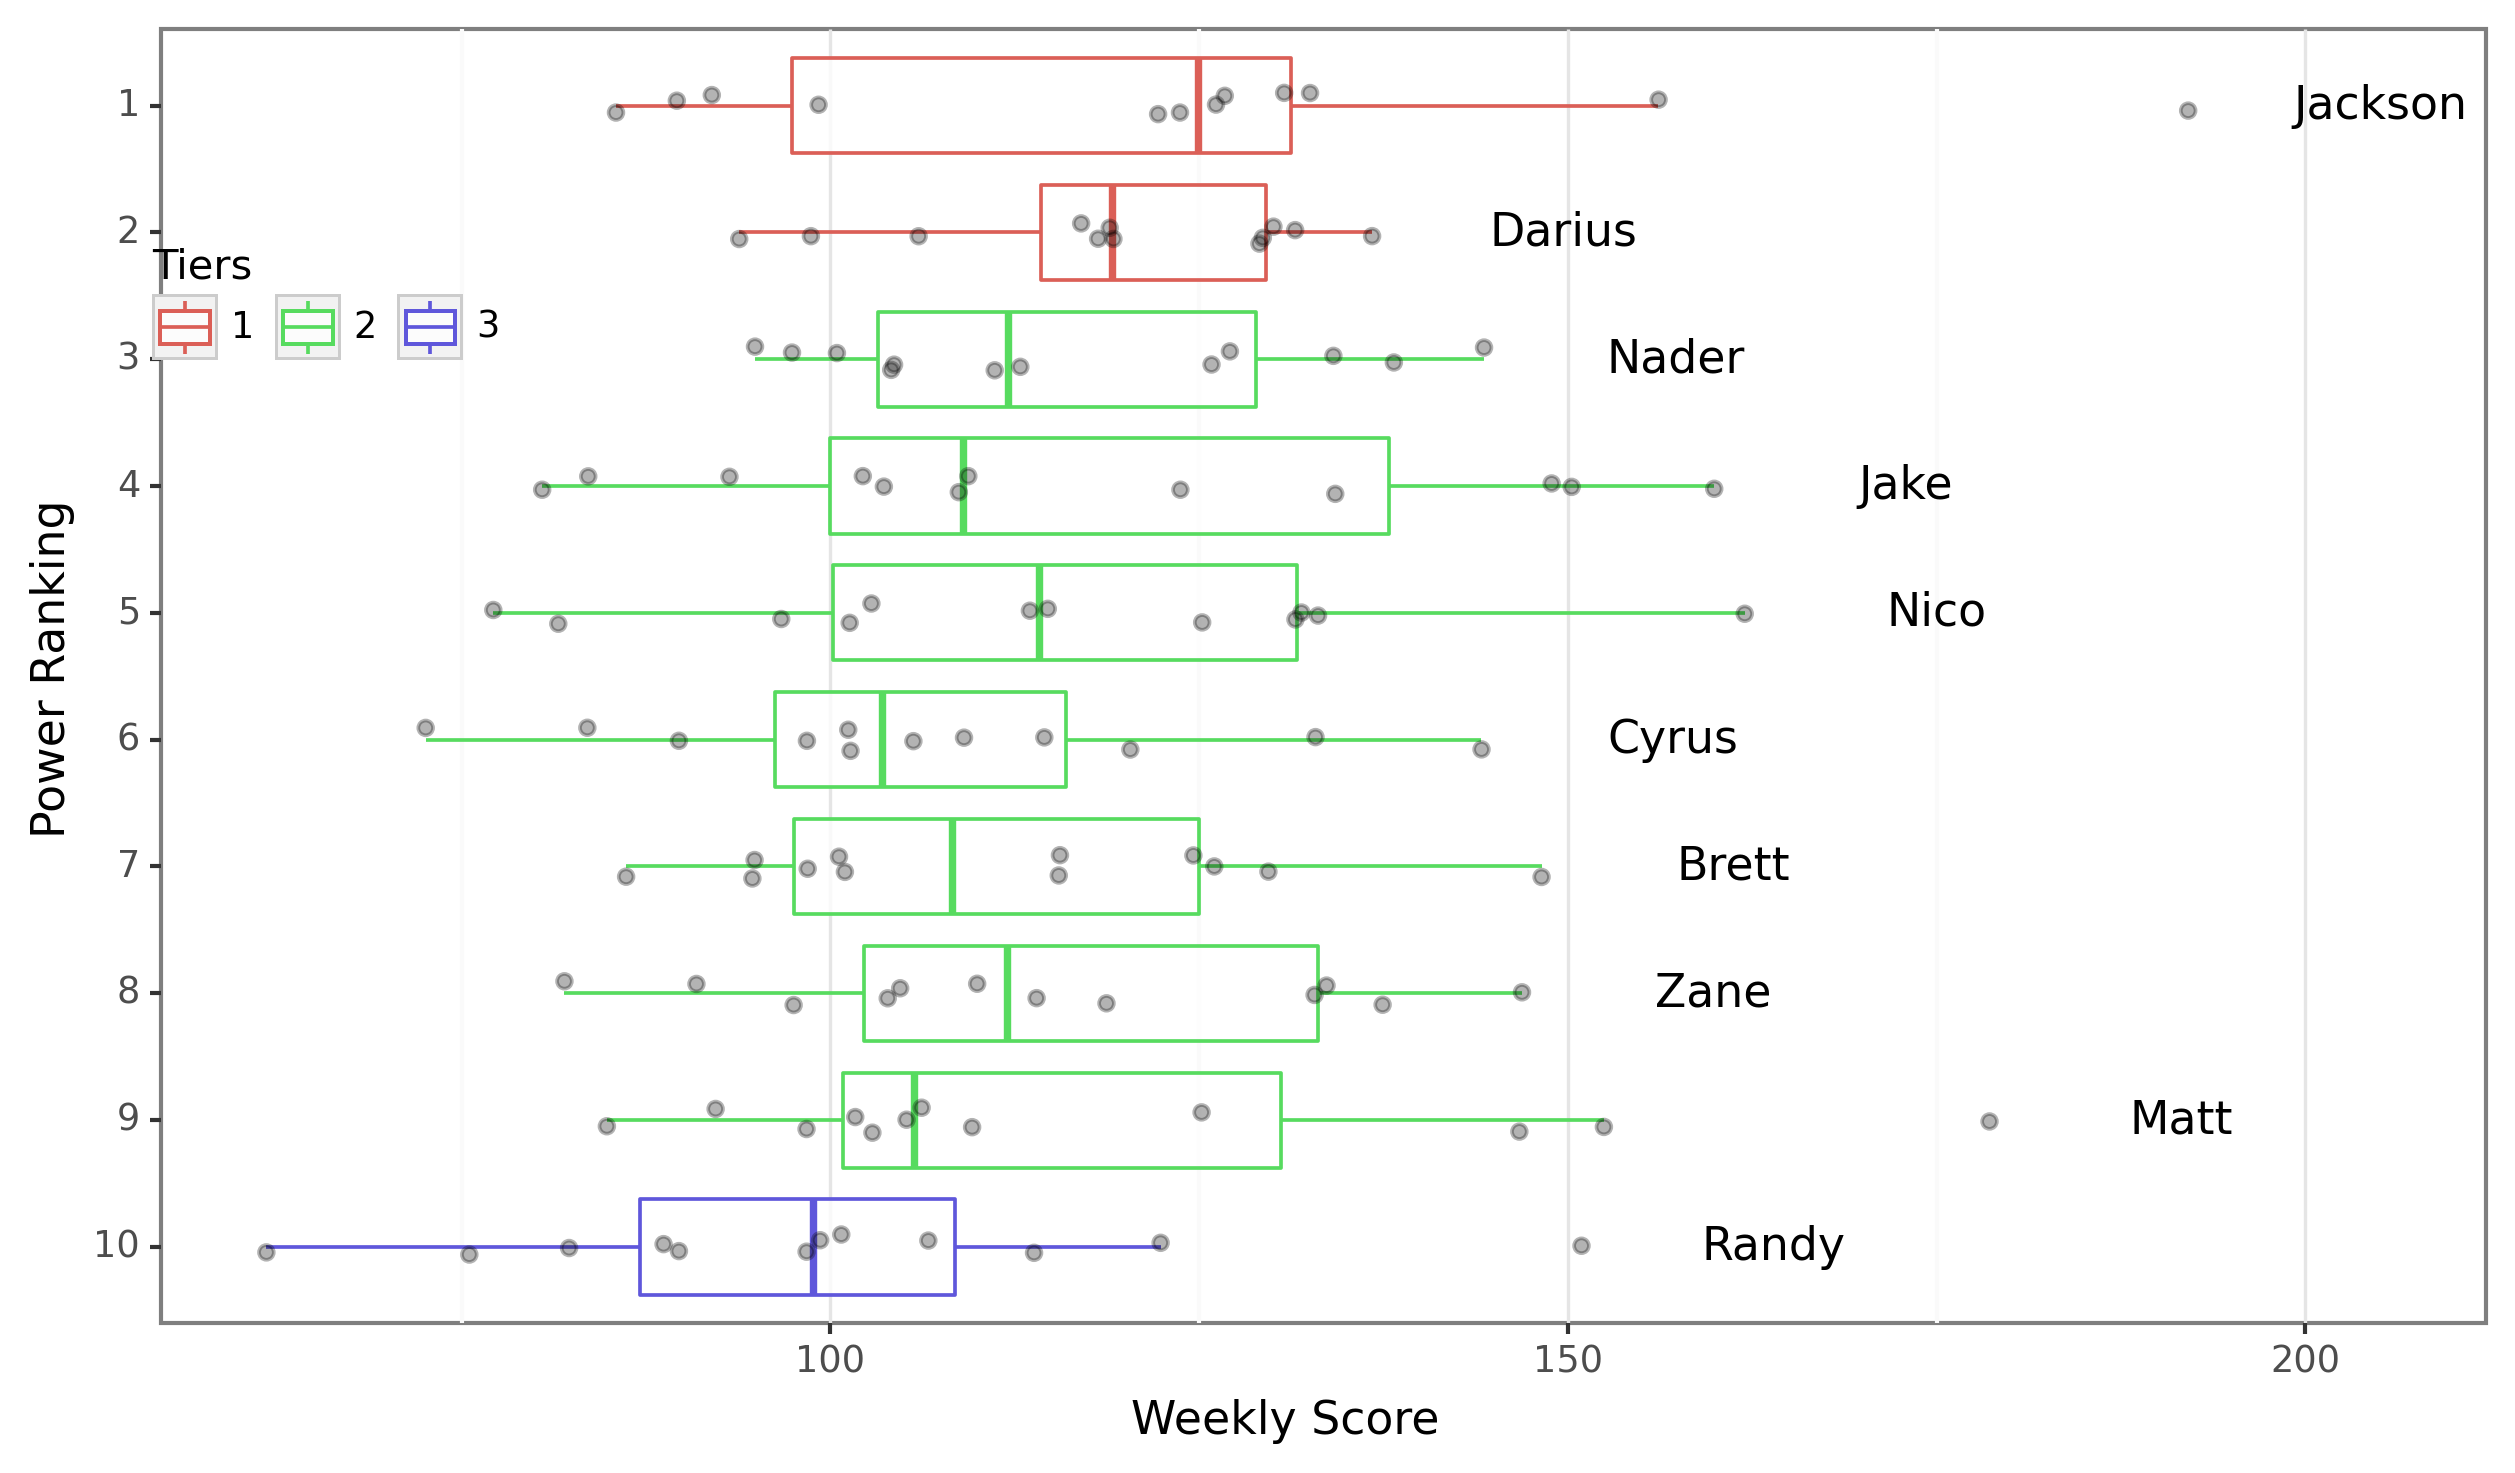 1
Jackson
2
Darius
Tiers
1 2 3
3
Nader
4
Jake
5
Nico
6
Cyrus
7
Brett
8
Zane
9
Matt
10
Randy
Power Ranking
100 150 200
Weekly Score